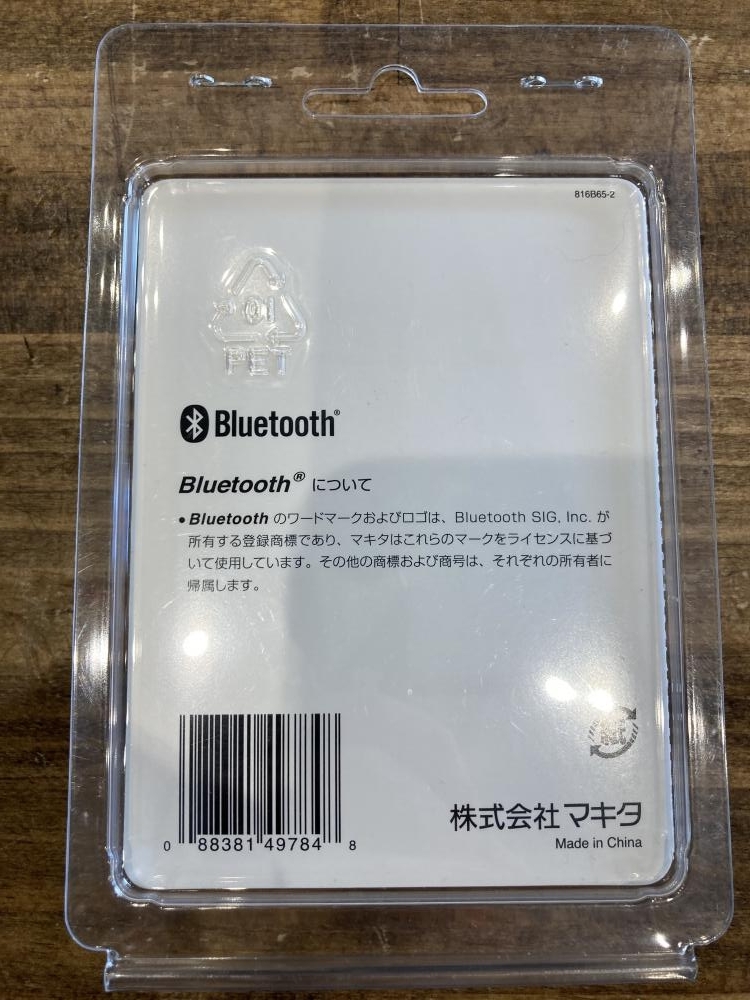 816B65-2
01
PET
Bluetooth®
Bluetooth® について
• Bluetooth のワードマークおよびロゴは、Bluetooth SIG, Inc. が
所有する登録商標であり、マキタはこれらのマークをライセンスに基づ
いて使用しています。その他の商標および商号は、それぞれの所有者に
帰属します。
0 88381 49784 8
株式会社マキタ
Made in China